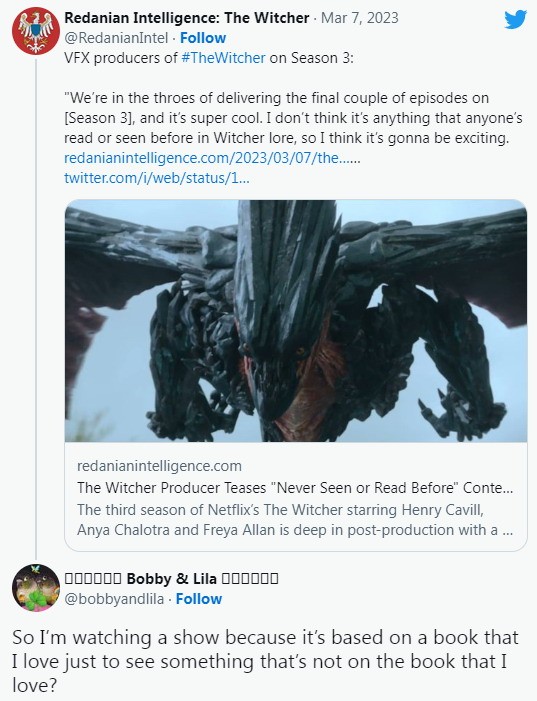 Redanian Intelligence: The Witcher · Mar 7, 2023
@RedanianIntel · Follow
VFX producers of #TheWitcher on Season 3:
"We're in the throes of delivering the final couple of episodes on
[Season 3], and it's super cool. I don't think it's anything that anyone's
read or seen before in Witcher lore, so I think it's gonna be exciting.
redanianintelligence.com/2023/03/07/the......
twitter.com/i/web/status/1...
redanianintelligence.com
The Witcher Producer Teases "Never Seen or Read Before" Conte...
The third season of Netflix's The Witcher starring Henry Cavill,
Anya Chalotra and Freya Allan is deep in post-production with a ...
Bobby & Lila
@bobbyandlila · Follow
So I'm watching a show because it's based on a book that
I love just to see something that's not on the book that I
love?